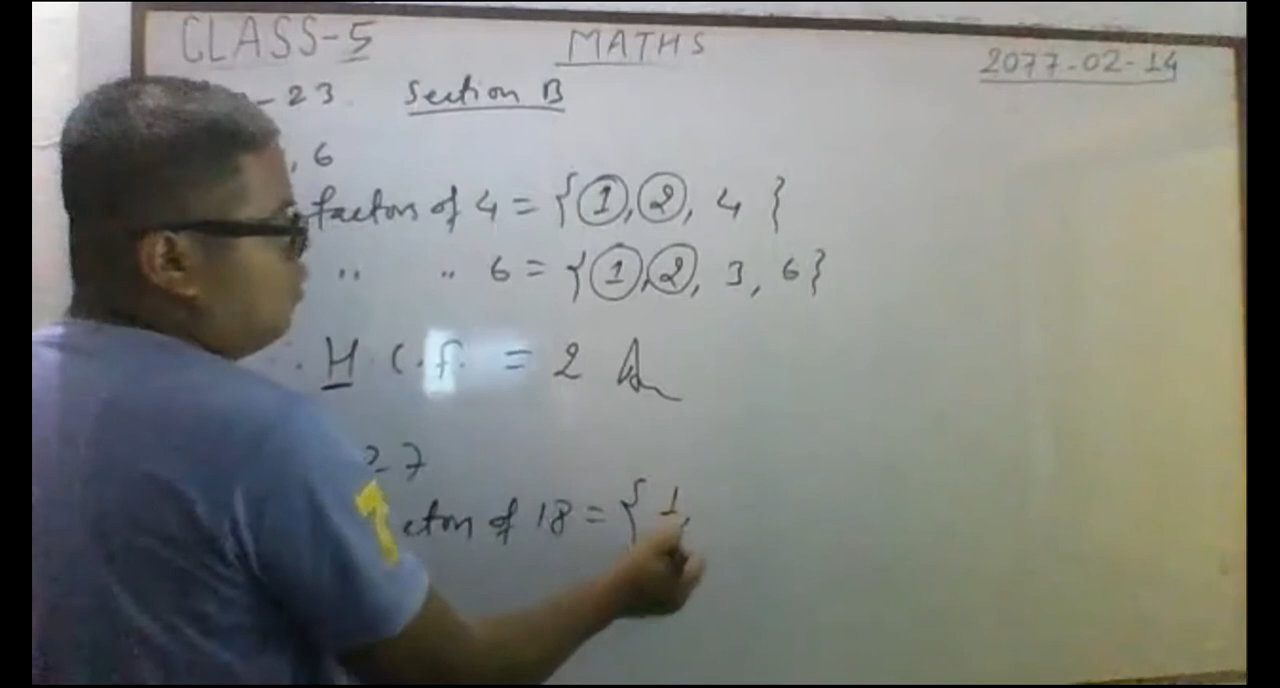 CLASS-5 MATHS 2077-02-14
- 23 Section B
, 6
factors of 4 = {1, 2, 4 }
" " 6 = {1, 2, 3, 6}
. H.C.f. = 2
27
of 18 = { 1,